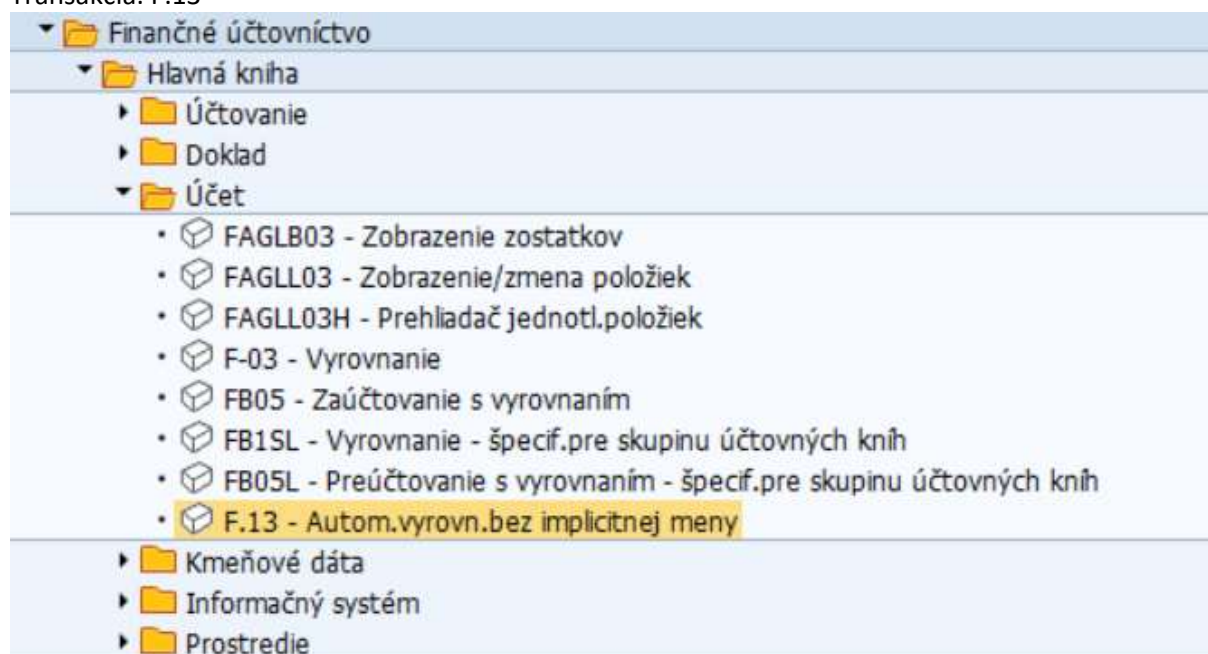 Transakcia: F.13
Finančné účtovníctvo
Hlavná kniha
Účtovanie
Doklad
Účet
FAGLB03 - Zobrazenie zostatkov
FAGLL03 - Zobrazenie/zmena položiek
FAGLL03H - Prehliadač jednotl.položiek
F-03 - Vyrovnanie
FB05 - Zaúčtovanie s vyrovnaním
FB1SL - Vyrovnanie - špecif.pre skupinu účtovných kníh
FB05L - Preúčtovanie s vyrovnaním - špecif.pre skupinu účtovných kníh
F.13 - Autom.vyrovn.bez implicitnej meny
Kmeňové dáta
Informačný systém
Prostredie